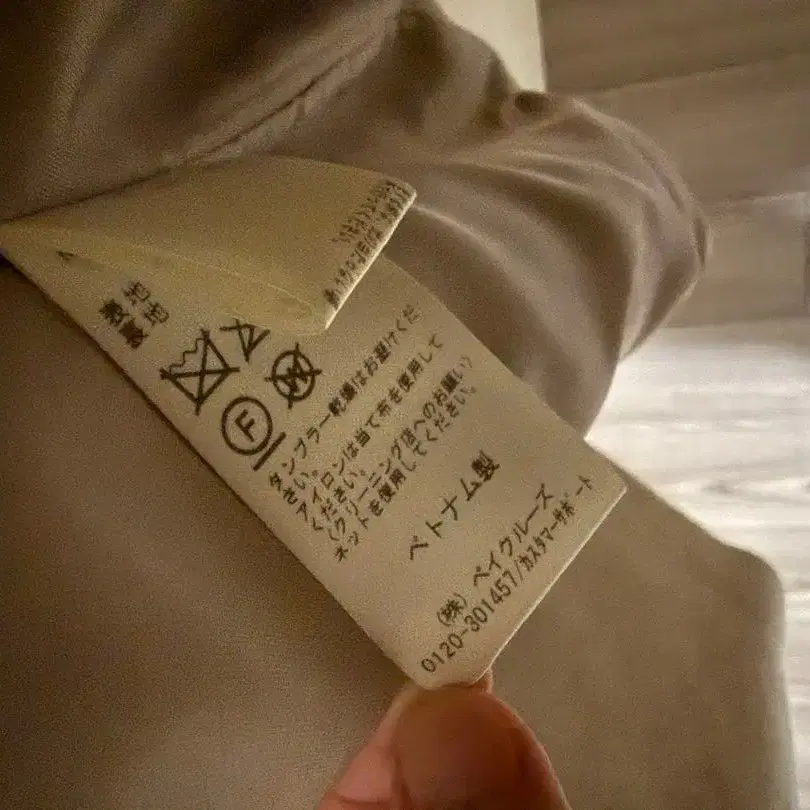 表地
裏地
F
W
タンブラー乾燥はお避けくだ
さい。
アイロンは当て布を使用して
ください。
(クリーニング店へのお願い)
ネットを使用してください。
ベトナム製
(株) ベイクルーズ
0120-301457/カスタマーサポート